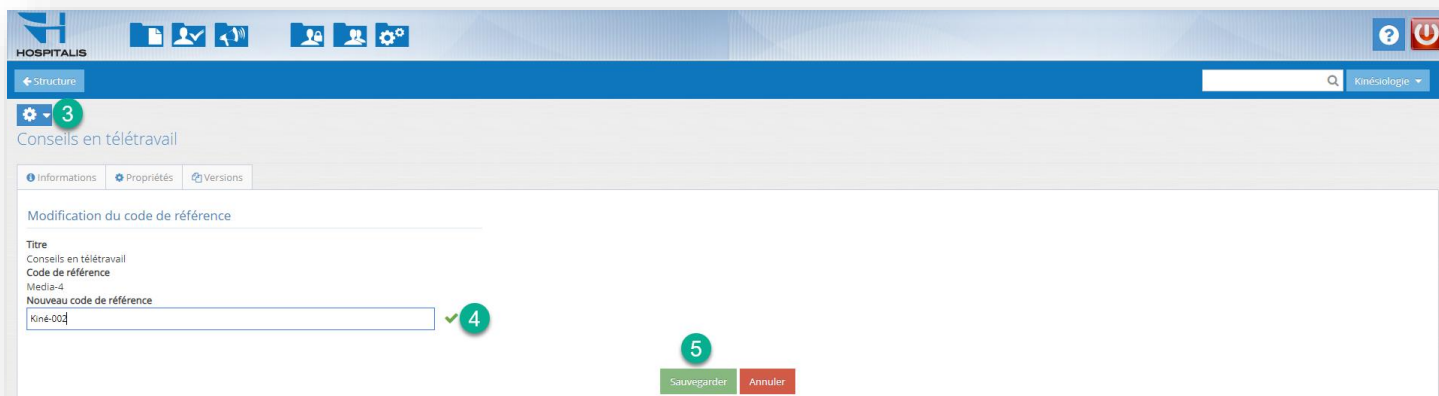 HOSPITALIS
Structure
Kinésiologie
3
Conseils en télétravail
Informations Propriétés Versions
Modification du code de référence
Titre
Conseils en télétravail
Code de référence
Media-4
Nouveau code de référence
Kiné-002
4
5
Sauvegarder Annuler